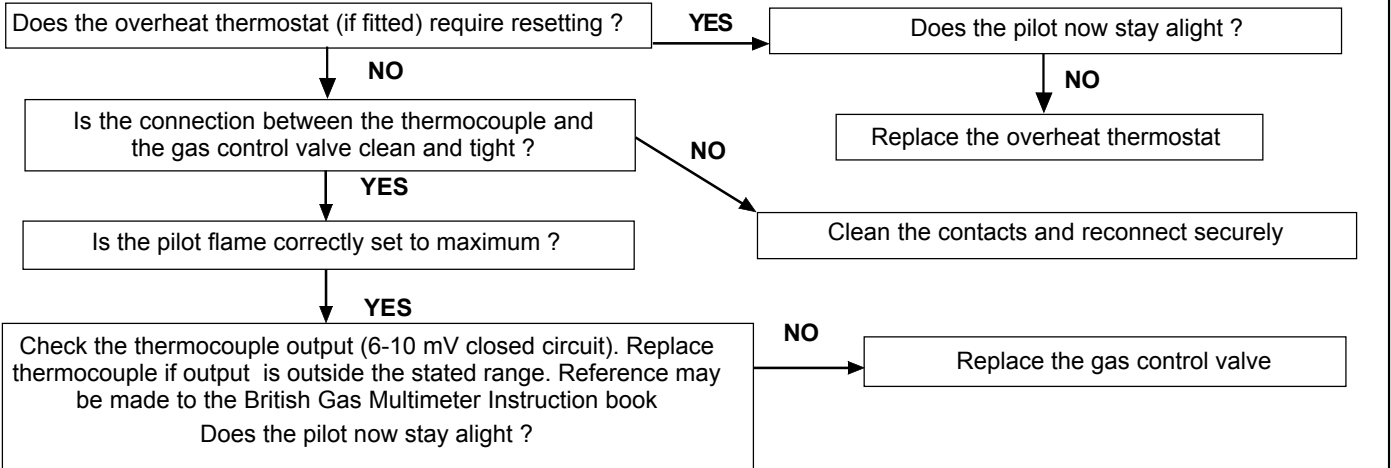 Does the overheat thermostat (if fitted) require resetting ?
YES
Does the pilot now stay alight ?
NO
NO
Is the connection between the thermocouple and
the gas control valve clean and tight ?
Replace the overheat thermostat
NO
YES
Is the pilot flame correctly set to maximum ?
Clean the contacts and reconnect securely
YES
Check the thermocouple output (6-10 mV closed circuit). Replace
thermocouple if output is outside the stated range. Reference may
be made to the British Gas Multimeter Instruction book
Does the pilot now stay alight ?
NO
Replace the gas control valve